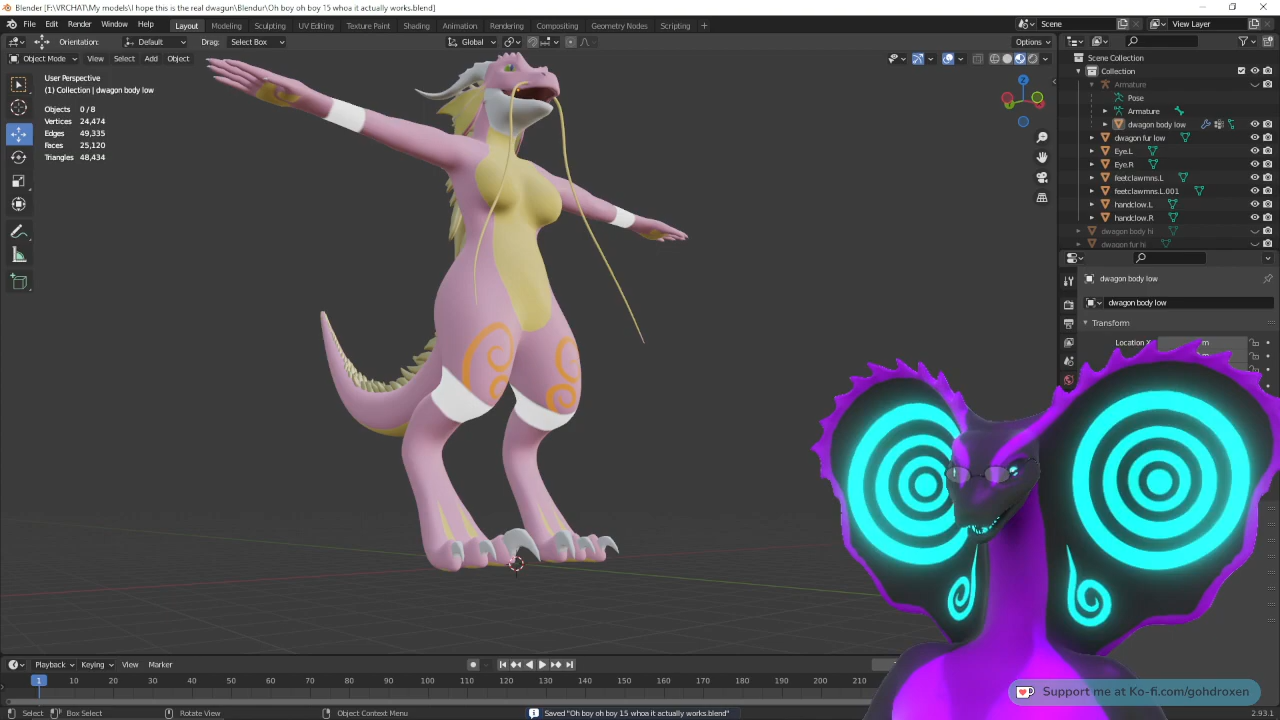 Blender [F:\VRCHAT\My models\I hope this is the real dwagun\Blendur\Oh boy oh boy 15 whoa it actually works.blend]
File Edit Render Window Help Layout Modeling Sculpting UV Editing Texture Paint Shading Animation Rendering Compositing Geometry Nodes Scripting + Scene View Layer
Orientation: Default Drag: Select Box Global Options
Object Mode View Select Add Object
User Perspective
(1) Collection | dwagon body low
Objects 0 / 8
Vertices 24,474
Edges 49,335
Faces 25,120
Triangles 48,434
X
Y
Z
Scene Collection
Collection
Armature
Pose
Armature
dwagon body low
dwagon fur low
Eye.L
Eye.R
feetclawmns.L
feetclawmns.L.001
handclow.L
handclow.R
dwagon body hi
dwagon fur hi
dwagon body low
dwagon body low
Transform
Location X m
Support me at Ko-fi.com/gohdroxen
Playback Keying View Marker
1 10 20 30 40 50 60 70 80 90 100 110 120 130 140 150 160 170 180 190 200 210
Select Box Select Rotate View Object Context Menu Saved "Oh boy oh boy 15 whoa it actually works.blend" 2.93.1